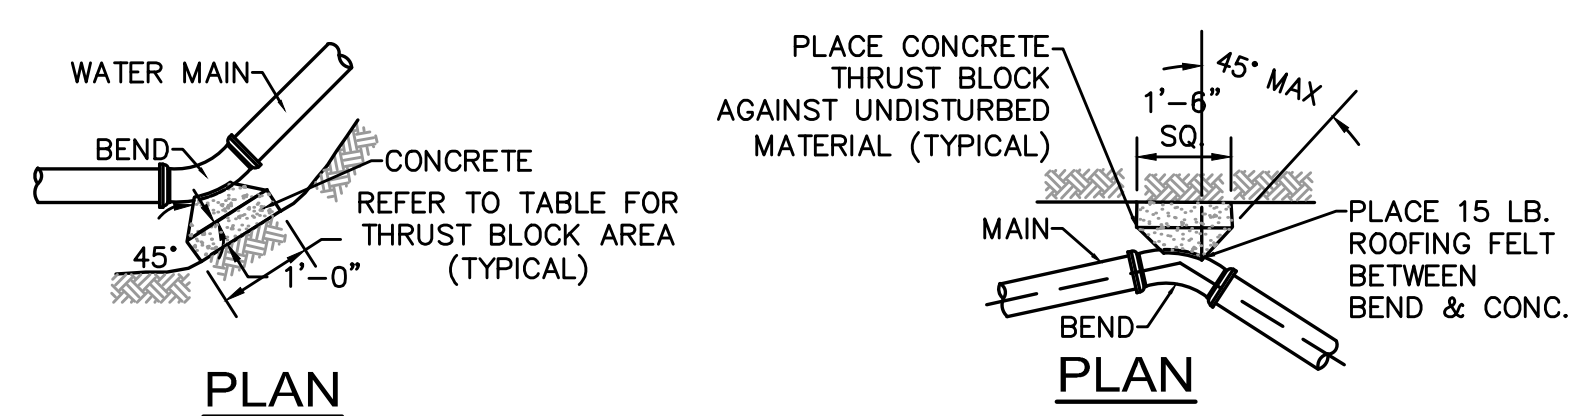 WATER MAIN
BEND
CONCRETE
REFER TO TABLE FOR
THRUST BLOCK AREA
(TYPICAL)
45°
1'-0"
PLAN
PLACE CONCRETE
THRUST BLOCK
AGAINST UNDISTURBED
MATERIAL (TYPICAL)
45° MAX
1'-6"
SQ.
MAIN
BEND
PLACE 15 LB.
ROOFING FELT
BETWEEN
BEND & CONC.
PLAN